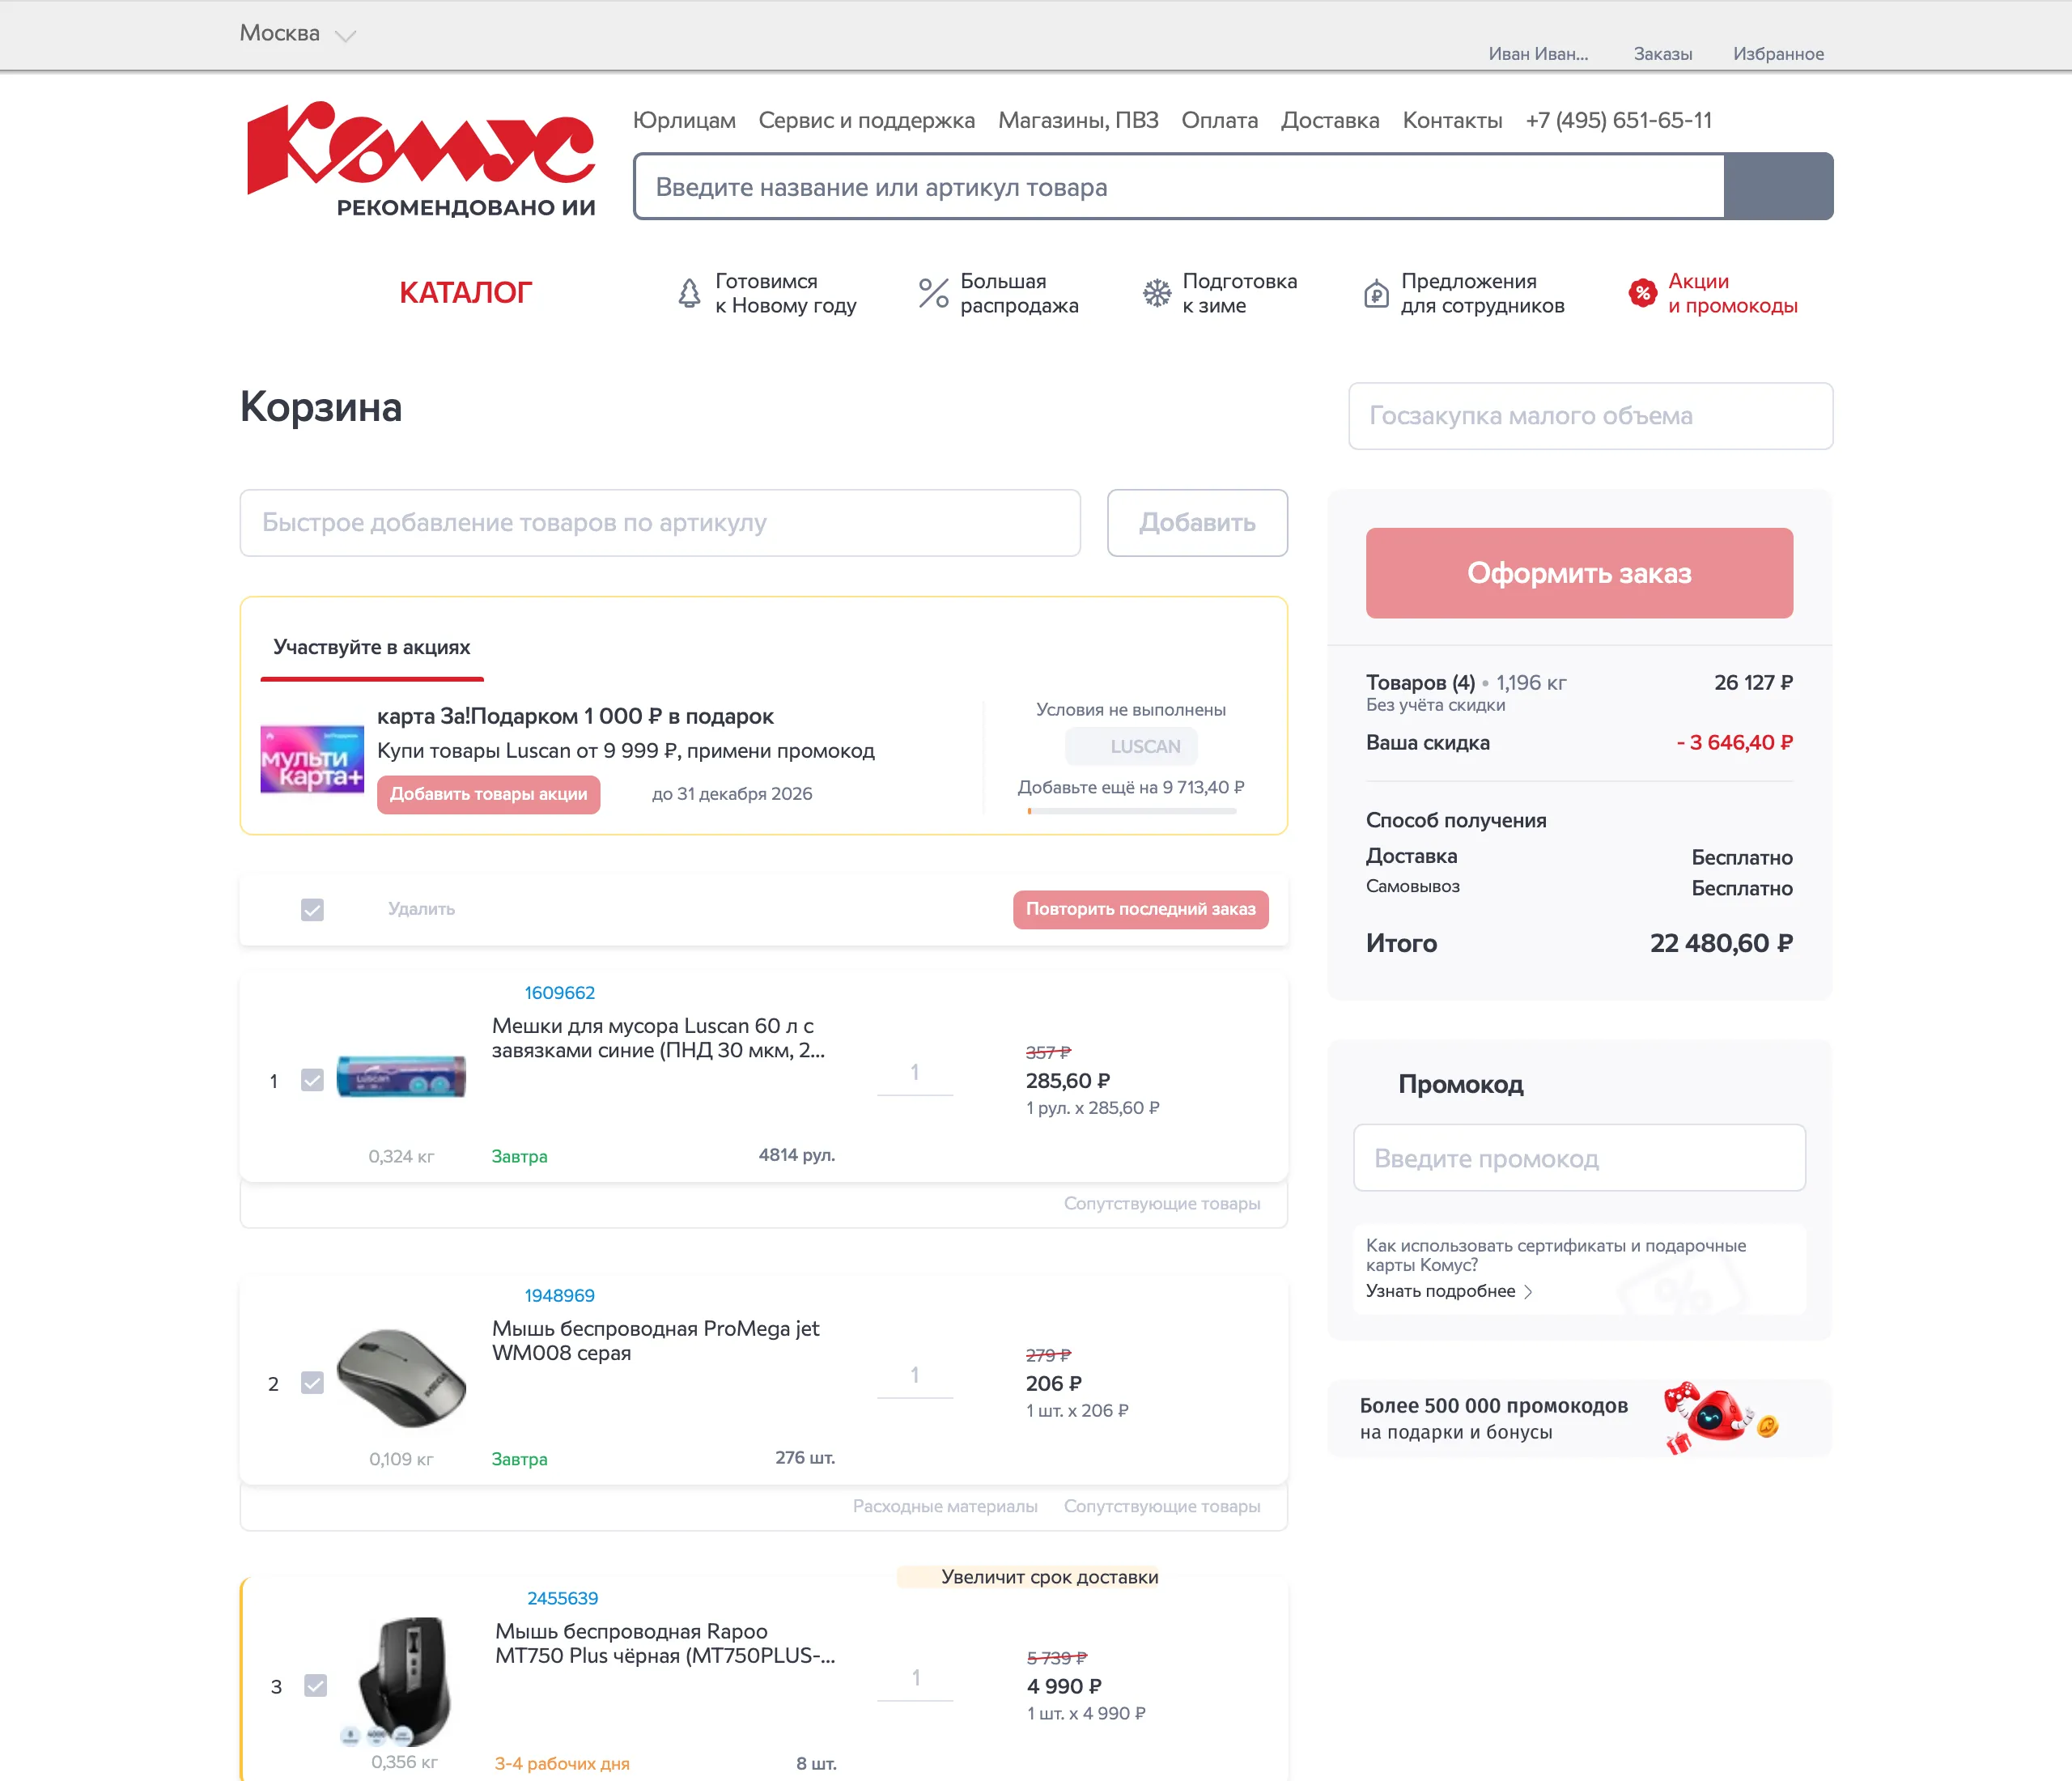 Москва
Иван Иван... Заказы Избранное
Комус
РЕКОМЕНДОВАНО ИИ
Юрлицам Сервис и поддержка Магазины, ПВЗ Оплата Доставка Контакты +7 (495) 651-65-11
Введите название или артикул товара
КАТАЛОГ
Готовимся
к Новому году
Большая
распродажа
Подготовка
к зиме
Предложения
для сотрудников
Акции
и промокоды
Корзина
Госзакупка малого объема
Быстрое добавление товаров по артикулу
Добавить
Участвуйте в акциях
мульти
карта+
карта За!Подарком 1 000 ₽ в подарок
Купи товары Luscan от 9 999 ₽, примени промокод
Добавить товары акции
до 31 декабря 2026
Условия не выполнены
LUSCAN
Добавьте ещё на 9 713,40 ₽
Удалить
Повторить последний заказ
1
1609662
Мешки для мусора Luscan 60 л с
завязками синие (ПНД 30 мкм, 2...
Luscan
0,324 кг
Завтра
4814 рул.
1
357 ₽
285,60 ₽
1 рул. х 285,60 ₽
Сопутствующие товары
2
1948969
Мышь беспроводная ProMega jet
WM008 серая
0,109 кг
Завтра
276 шт.
1
279 ₽
206 ₽
1 шт. х 206 ₽
Расходные материалы Сопутствующие товары
Увеличит срок доставки
3
2455639
Мышь беспроводная Rapoo
MT750 Plus чёрная (MT750PLUS-...
0,356 кг
3-4 рабочих дня
8 шт.
1
5 739 ₽
4 990 ₽
1 шт. х 4 990 ₽
Оформить заказ
Товаров (4) • 1,196 кг 26 127 ₽
Без учёта скидки
Ваша скидка - 3 646,40 ₽
Способ получения
Доставка Бесплатно
Самовывоз Бесплатно
Итого 22 480,60 ₽
Промокод
Введите промокод
Как использовать сертификаты и подарочные
карты Комус?
Узнать подробнее
Более 500 000 промокодов
на подарки и бонусы